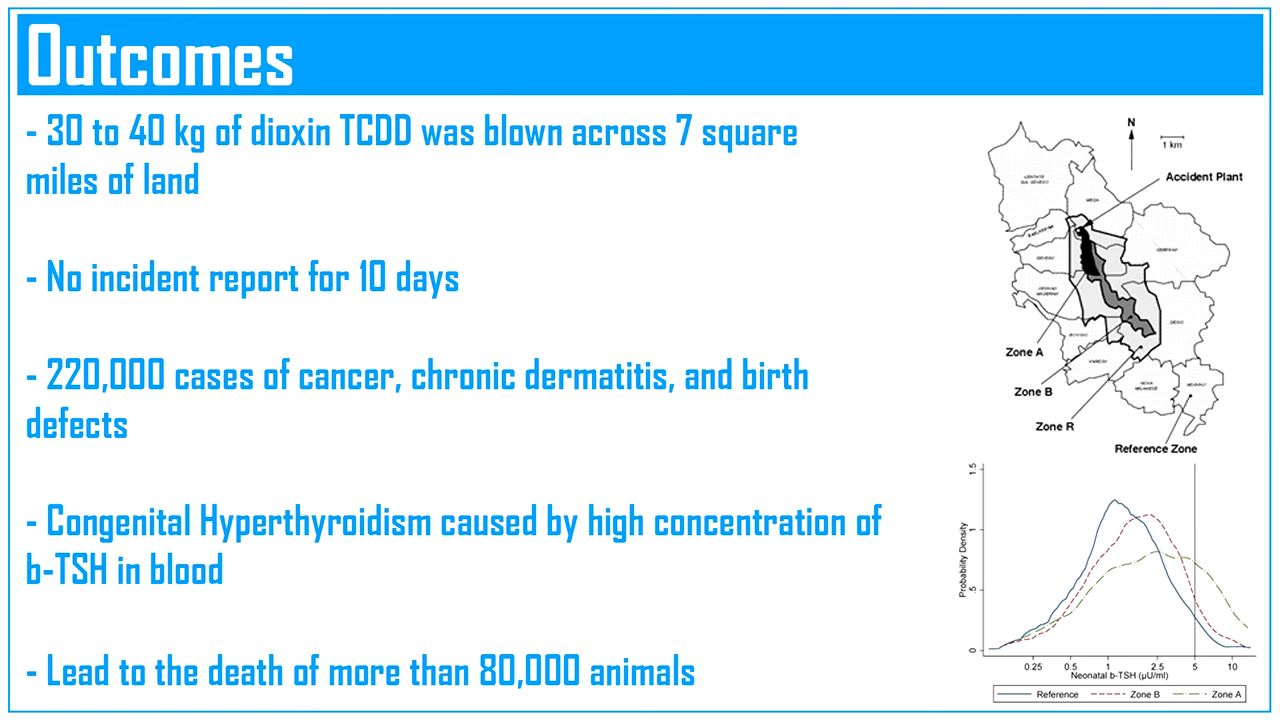 Outcomes
- 30 to 40 kg of dioxin TCDD was blown across 7 square
miles of land
- No incident report for 10 days
- 220,000 cases of cancer, chronic dermatitis, and birth
defects
- Congenital Hyperthyroidism caused by high concentration of
b-TSH in blood
- Lead to the death of more than 80,000 animals
N
1 km
Accident Plant
MEDA
Zone A
Zone B
Zone R
Reference Zone
Probability Density
1.5
1
.5
0
0.25 0.5 1 2.5 5 10
Neonatal b-TSH (µU/ml)
Reference Zone B Zone A